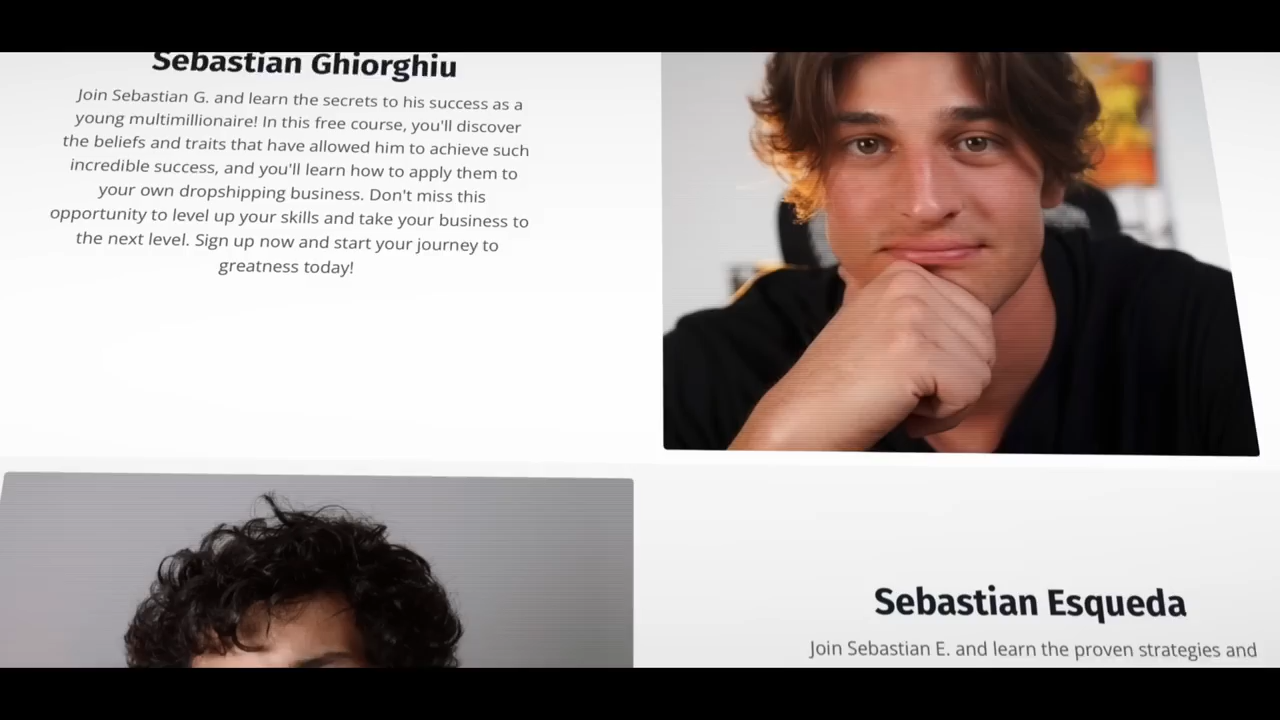 Sebastian Ghiorghiu
Join Sebastian G. and learn the secrets to his success as a
young multimillionaire! In this free course, you'll discover
the beliefs and traits that have allowed him to achieve such
incredible success, and you'll learn how to apply them to
your own dropshipping business. Don't miss this
opportunity to level up your skills and take your business to
the next level. Sign up now and start your journey to
greatness today!
Sebastian Esqueda
Join Sebastian E. and learn the proven strategies and